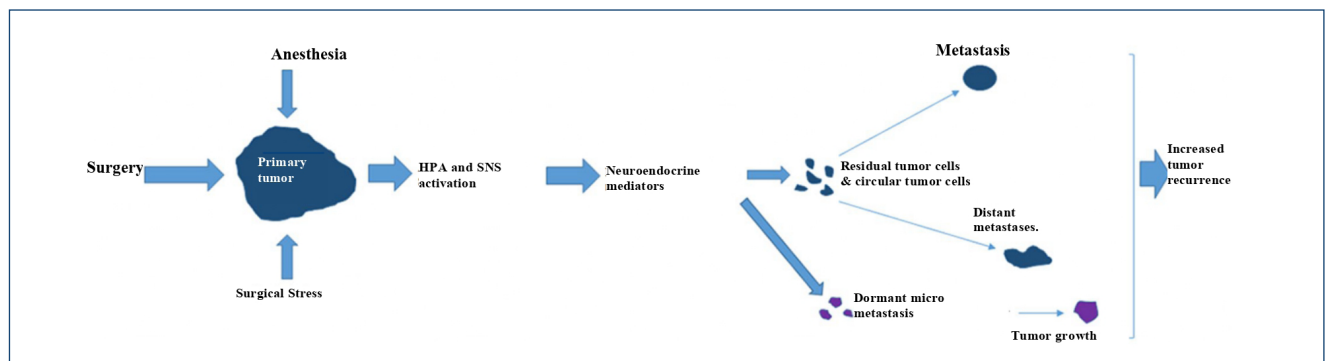 Anesthesia
Surgery
Primary
tumor
Surgical Stress
HPA and SNS
activation
Neuroendocrine
mediators
Residual tumor cells
& circular tumor cells
Metastasis
Distant
metastases.
Dormant micro
metastasis
Tumor growth
Increased
tumor
recurrence